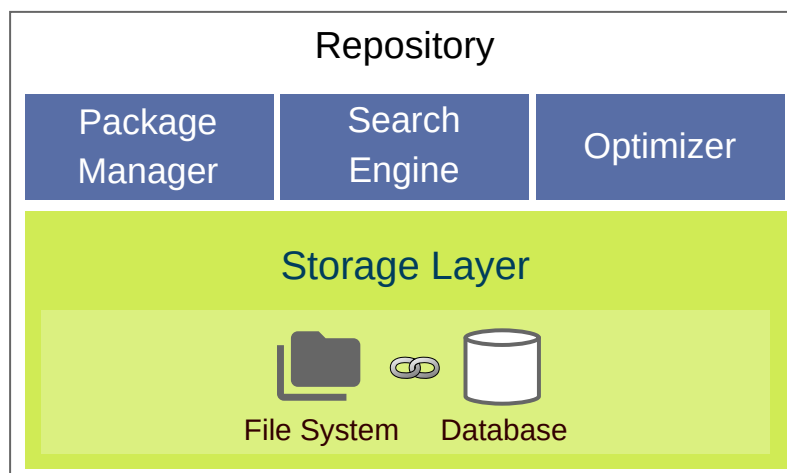 Repository
Package
Manager
Search
Engine
Optimizer
Storage Layer
File System
Database